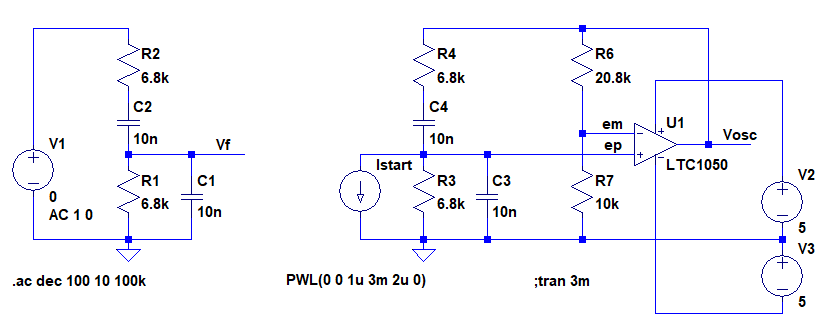 R2
6.8k
C2
10n
V1
Vf
0
AC 1 0
R1
6.8k
C1
10n
.ac dec 100 10 100k
R4
6.8k
C4
10n
Istart
R3
6.8k
C3
10n
PWL(0 0 1u 3m 2u 0)
R6
20.8k
em
ep
R7
10k
U1
LTC1050
Vosc
V2
5
V3
5
;tran 3m